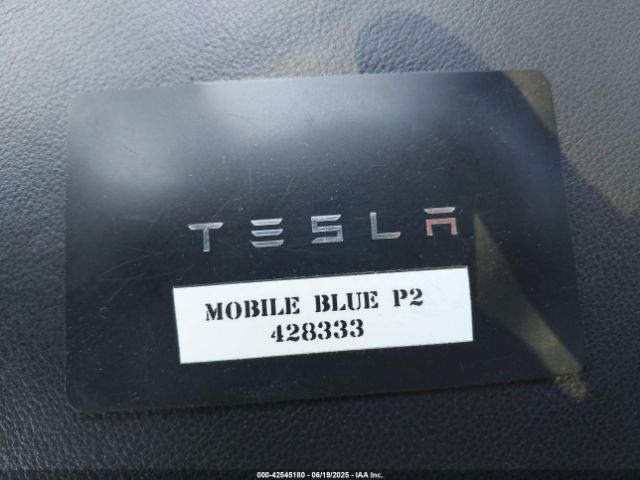 TESLA
MOBILE BLUE P2
428333
000-42545180 - 06/19/2025 - IAA Inc.